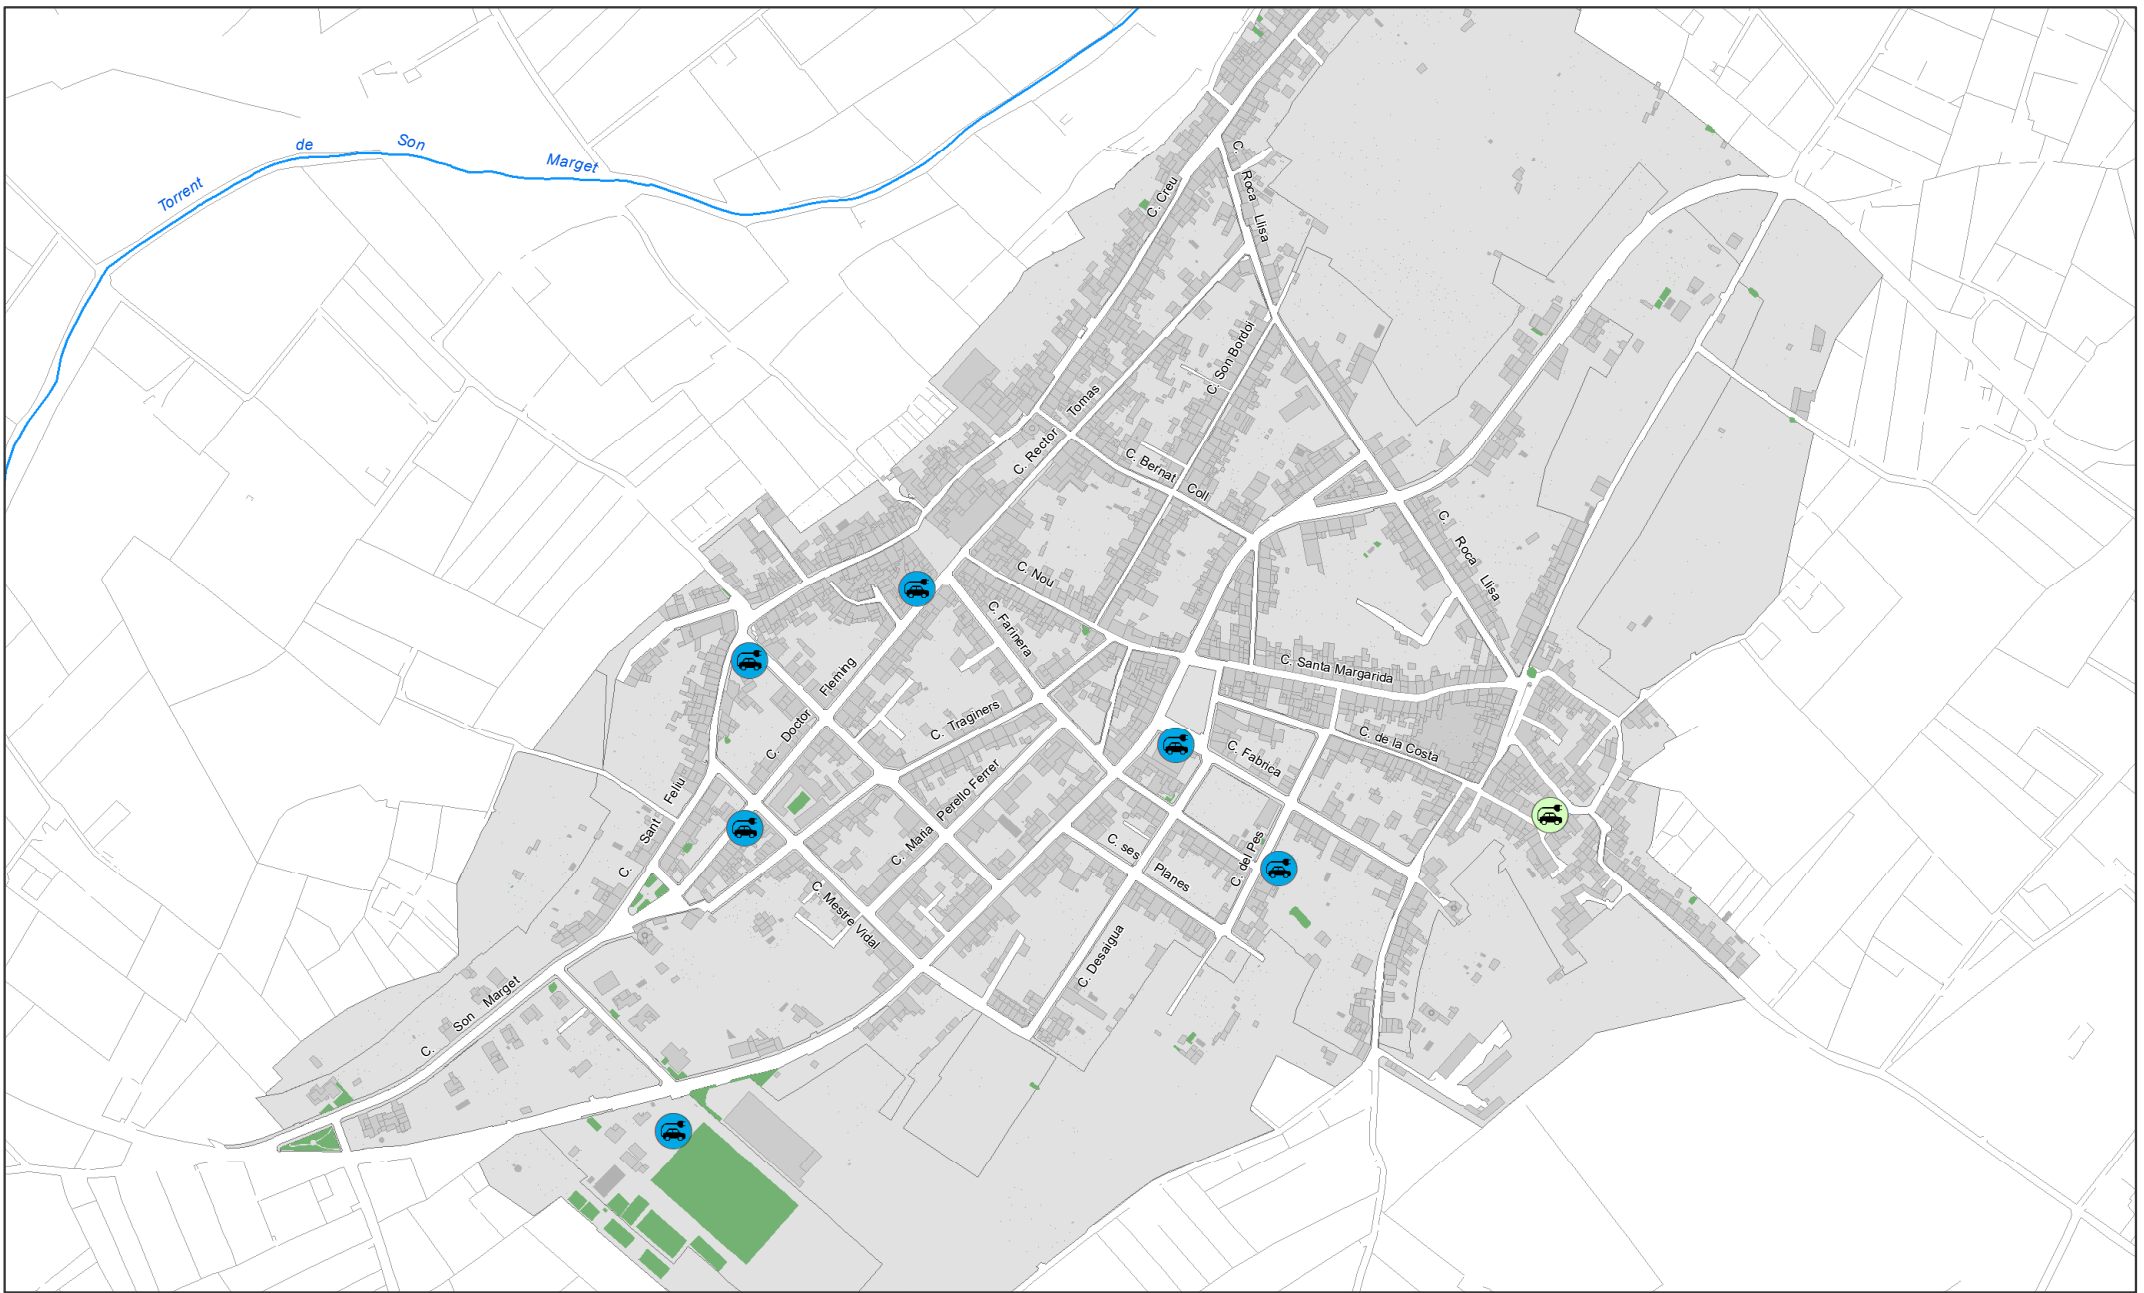 Torrent de Son Marget
C. Creu
C. Roca Llisa
C. Son Bordoi
C. Rector Tomas
C. Bernat Coll
C. Roca Llisa
C. Nou
C. Farinera
C. Santa Margarida
C. Doctor Fleming
C. Traginers
C. Fabrica
C. de la Costa
C. Sant Feliu
C. Maria Perello Ferrer
C. ses Planes
C. del Pes
C. Mestre Vidal
C. Desaigua
C. Son Marget